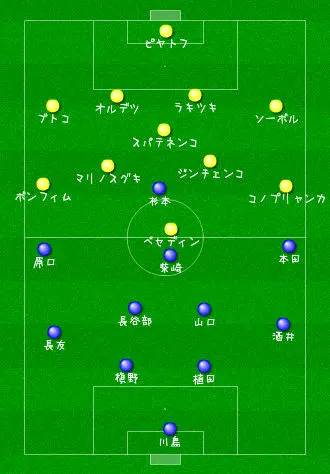 ピャトフ
オルデツ
ラキツキ
ブトコ
ソーボル
スパテネンコ
マリノスヅキ
ジンチェンコ
ボンフィム
杉本
コノプリャンカ
ベセディン
原口
柴崎
本田
長谷部
山口
長友
酒井
槙野
植田
川島